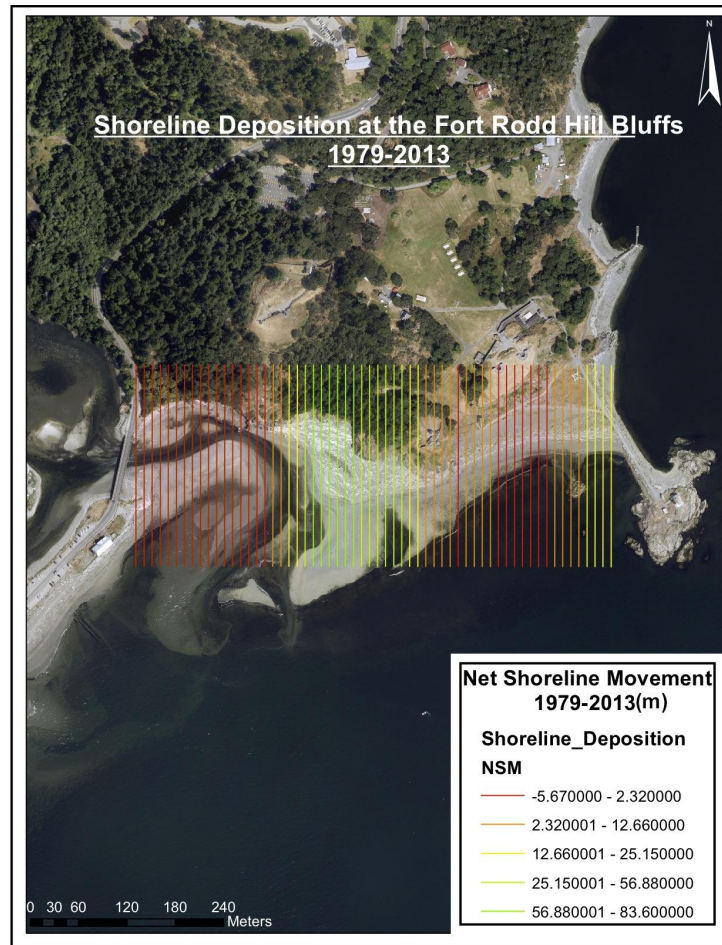 N
Shoreline Deposition at the Fort Rodd Hill Bluffs
1979-2013
Net Shoreline Movement
1979-2013(m)
Shoreline_Deposition
NSM
-5.670000 - 2.320000
2.320001 - 12.660000
12.660001 - 25.150000
25.150001 - 56.880000
56.880001 - 83.600000
0 30 60 120 180 240
Meters